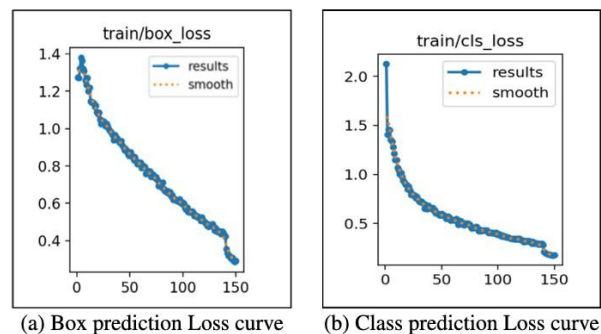 train/box_loss
1.4
1.2
1.0
0.8
0.6
0.4
0 50 100 150
results
smooth
(a) Box prediction Loss curve
train/cls_loss
2.0
1.5
1.0
0.5
0 50 100 150
results
smooth
(b) Class prediction Loss curve